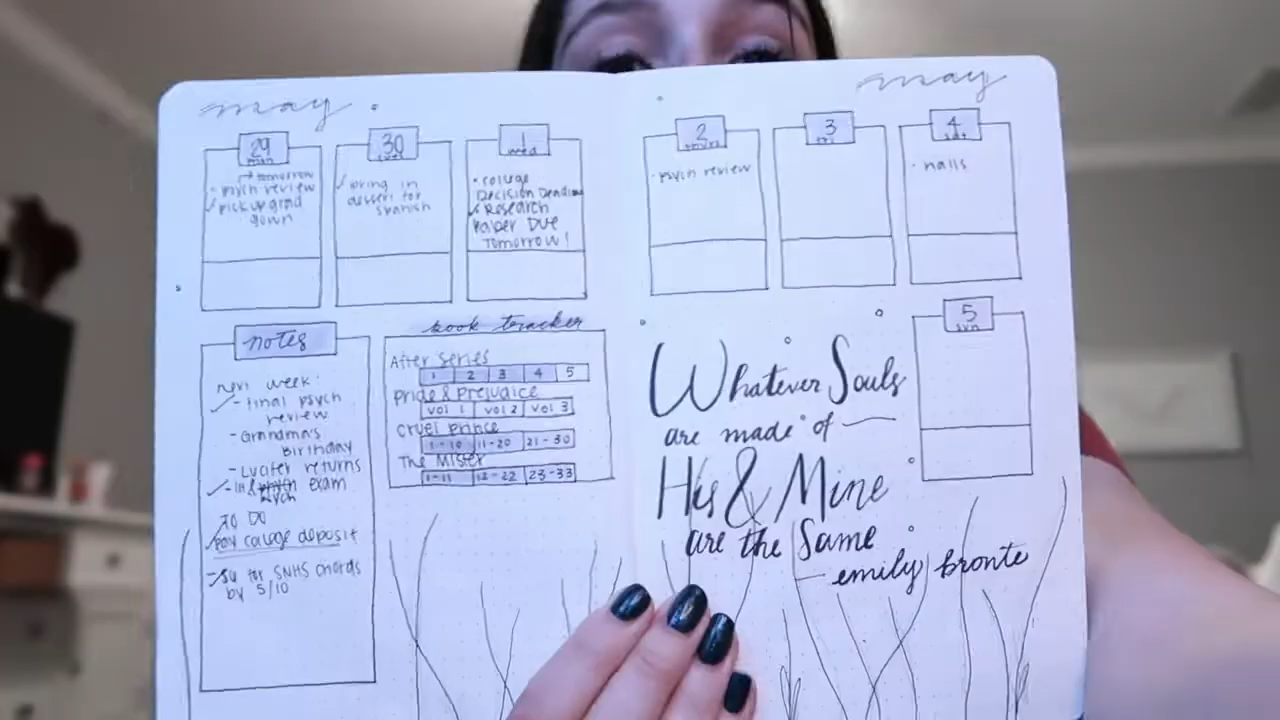 may
29
mon
tomorrow
- psych review
pick up grad
gown
30
bring in
dessert for
spanish
1
wed
• college
Decision Deadline
Research
Paper Due
Tomorrow!
may
2
thurs
- psych review
3
fri
4
sat
- nails
5
sun
notes
next week:
- final psych
review
- Grandma's
Birthday
- Lucifer returns
exam
To Do
pay college deposit
for SNHS chords
by 5/10
book tracker
After series
1 2 3 4 5
Pride & Prejudice
vol 1 vol 2 vol 3
Cruel Prince
1-10 11-20 21-30
The Mister
1-11 12-22 23-33
Whatever Souls
are made of
His & Mine
are the Same
- emily bronte